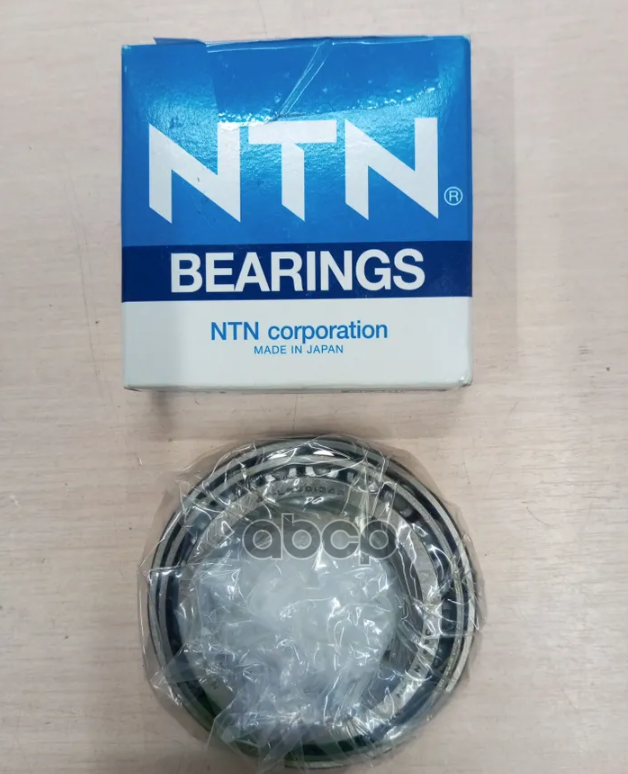 NTN®
BEARINGS
NTN corporation
MADE IN JAPAN
abcp